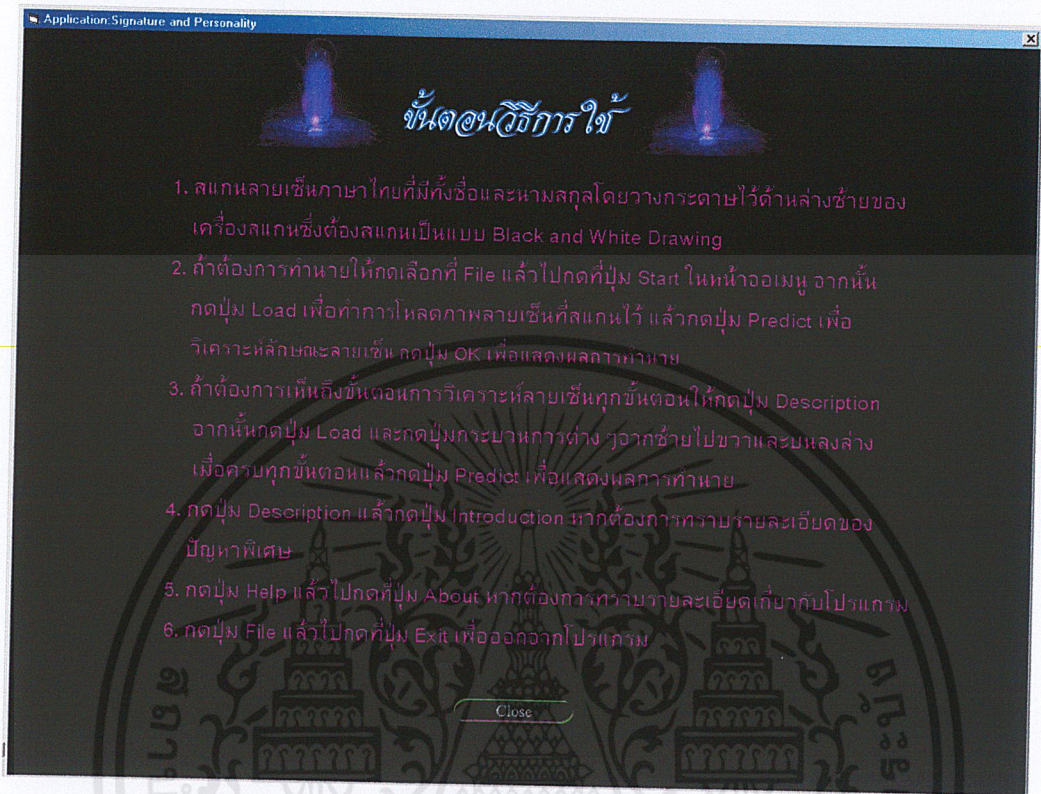 Application:Signature and Personality
ขั้นตอนวิธีการใช้
1. สแกนลายเซ็นภาษาไทยที่มีทั้งชื่อและนามสกุลโดยวางกระดาษไว้ด้านล่างซ้ายของ
เครื่องสแกนซึ่งต้องสแกนเป็นแบบ Black and White Drawing
2. ถ้าต้องการทำนายให้กดเลือกที่ File แล้วไปกดที่ปุ่ม Start ในหน้าจอเมนู จากนั้น
กดปุ่ม Load เพื่อทำการโหลดภาพลายเซ็นที่สแกนไว้ แล้วกดปุ่ม Predict เพื่อ
วิเคราะห์ลักษณะลายเซ็น กดปุ่ม OK เพื่อแสดงผลการทำนาย
3. ถ้าต้องการเห็นถึงขั้นตอนการวิเคราะห์ลายเซ็นทุกขั้นตอนให้กดปุ่ม Description
จากนั้นกดปุ่ม Load และกดปุ่มกระบวนการต่าง ๆจากซ้ายไปขวาและบนลงล่าง
เมื่อครบทุกขั้นตอนแล้วกดปุ่ม Predict เพื่อแสดงผลการทำนาย
4. กดปุ่ม Description แล้วกดปุ่ม Introduction หากต้องการทราบรายละเอียดของ
ปัญหาพิเศษ
5. กดปุ่ม Help แล้วไปกดที่ปุ่ม About หากต้องการทราบรายละเอียดเกี่ยวกับโปรแกรม
6. กดปุ่ม File แล้วไปกดที่ปุ่ม Exit เพื่อออกจากโปรแกรม
Close